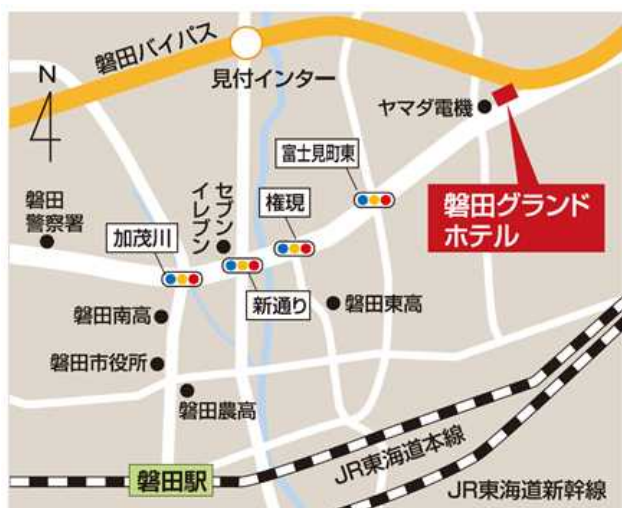 磐田バイパス
N
見付インター
ヤマダ電機
富士見町東
セブン
イレブン
権現
磐田グランド
ホテル
磐田
警察署
加茂川
新通り
磐田東高
磐田南高
磐田市役所
磐田農高
JR東海道本線
磐田駅
JR東海道新幹線